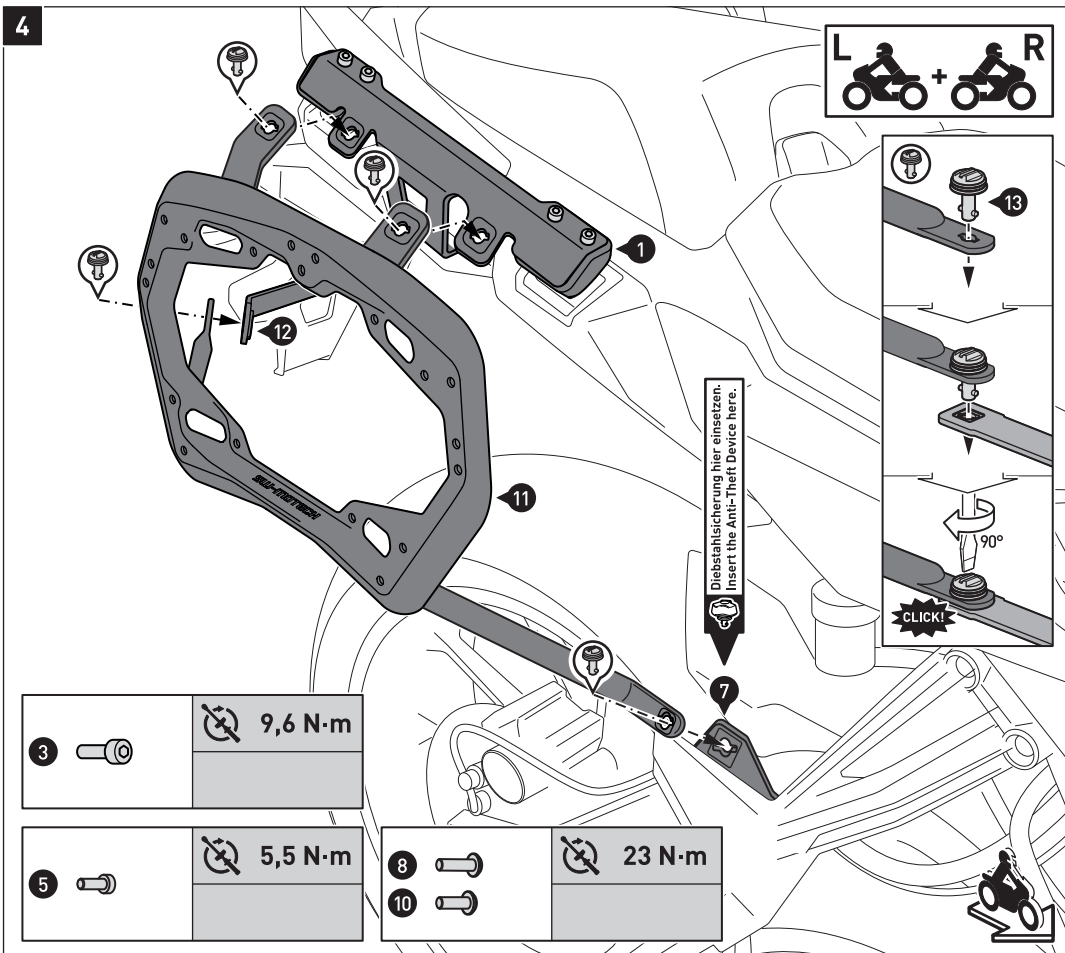 4
L + R
13
1
12
90°
CLICK!
Diebstahlsicherung hier einsetzen.
Insert the Anti-Theft Device here.
11
SW-MOTECH
7
3 9,6 N·m
5 5,5 N·m
8 23 N·m
10